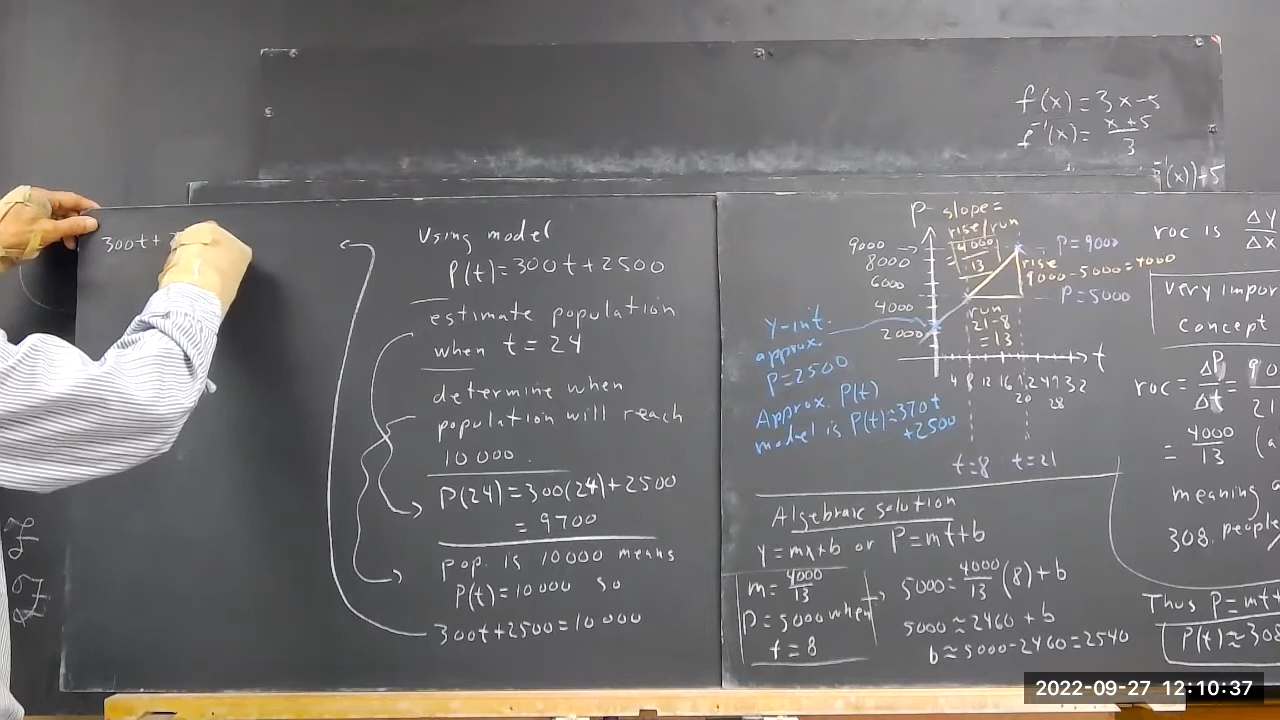 300t+
Using model
P(t)=300t+2500
estimate population
when t=24
determine when
population will reach
10000.
P(24)=300(24)+2500
=9700
pop. is 10000 means
P(t)=10000 so
300t+2500=10000
f(x)=3x-5
f⁻¹(x)=(x+5)/3
⁻¹(x))+5
P
slope=
rise/run
=4000/13
9000
8000
6000
4000
2000
P=9000
rise
9000-5000=4000
P=5000
run
21-8
=13
t
4 8 12 16 20 24 28 32
t=8 t=21
Y-int.
approx.
P=2500
Approx. P(t)
model is P(t)=370t
+2500
Algebraic solution
y=mx+b or P=mt+b
m=4000/13
P=5000 when
t=8
5000=4000/13(8)+b
5000≈2460+b
b≈5000-2460=2540
roc is ΔY/ΔX
Very impor
concept
roc=ΔP/Δt=90/21
=4000/13 (a
meaning a
308 people/
Thus P=mt+
P(t)≈308
2022-09-27 12:10:37